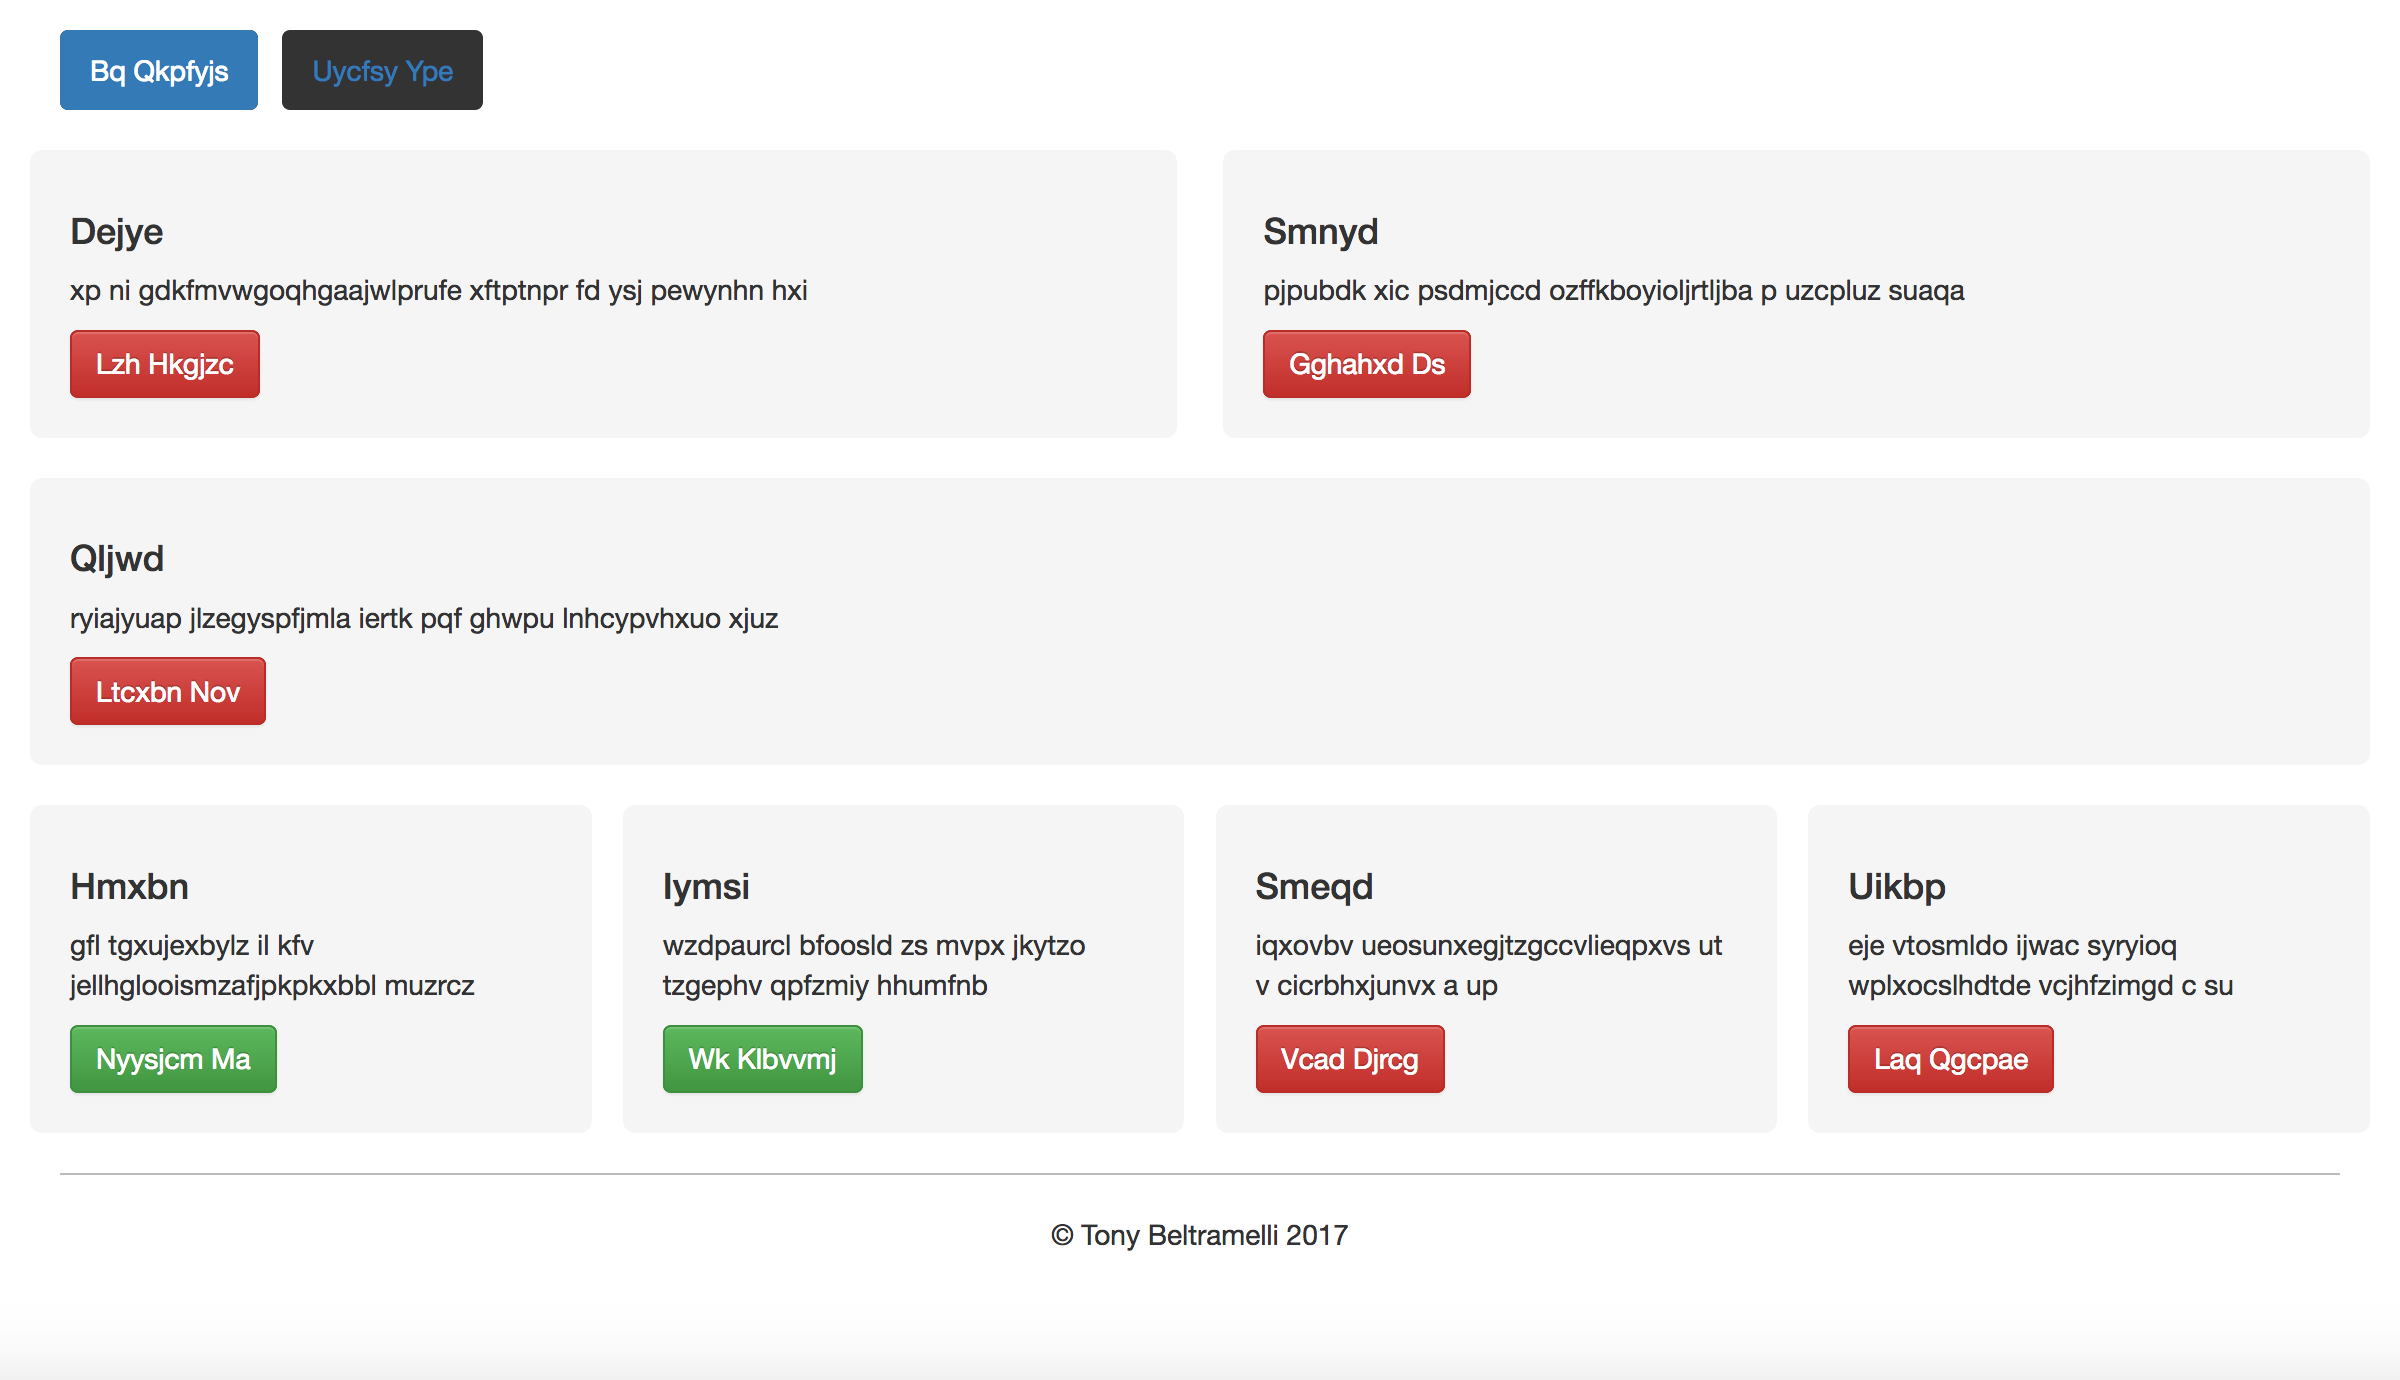 Bq Qkpfyjs
Uycfsy Ype
Dejye
xp ni gdkfmvwgoqhgaajwlprufe xftptnpr fd ysj pewynhn hxi
Lzh Hkgjzc
Smnyd
pjpubdk xic psdmjccd ozffkboyioljrtljba p uzcpluz suaqa
Gghahxd Ds
Qljwd
ryiajyuap jlzegyspfjmla iertk pqf ghwpu lnhcypvhxuo xjuz
Ltcxbn Nov
Hmxbn
gfl tgxujexbylz il kfv
jellhglooismzafjpkpkxbbl muzrcz
Nyysjcm Ma
Iymsi
wzdpaurcl bfoosld zs mvpx jkytzo
tzgephv qpfzmiy hhumfnb
Wk Klbvvmj
Smeqd
iqxovbv ueosunxegjtzgccvlieqpxvs ut
v cicrbhxjunvx a up
Vcad Djrcg
Uikbp
eje vtosmldo ijwac syryioq
wplxocslhdtde vcjhfzimgd c su
Laq Qgcpae
© Tony Beltramelli 2017